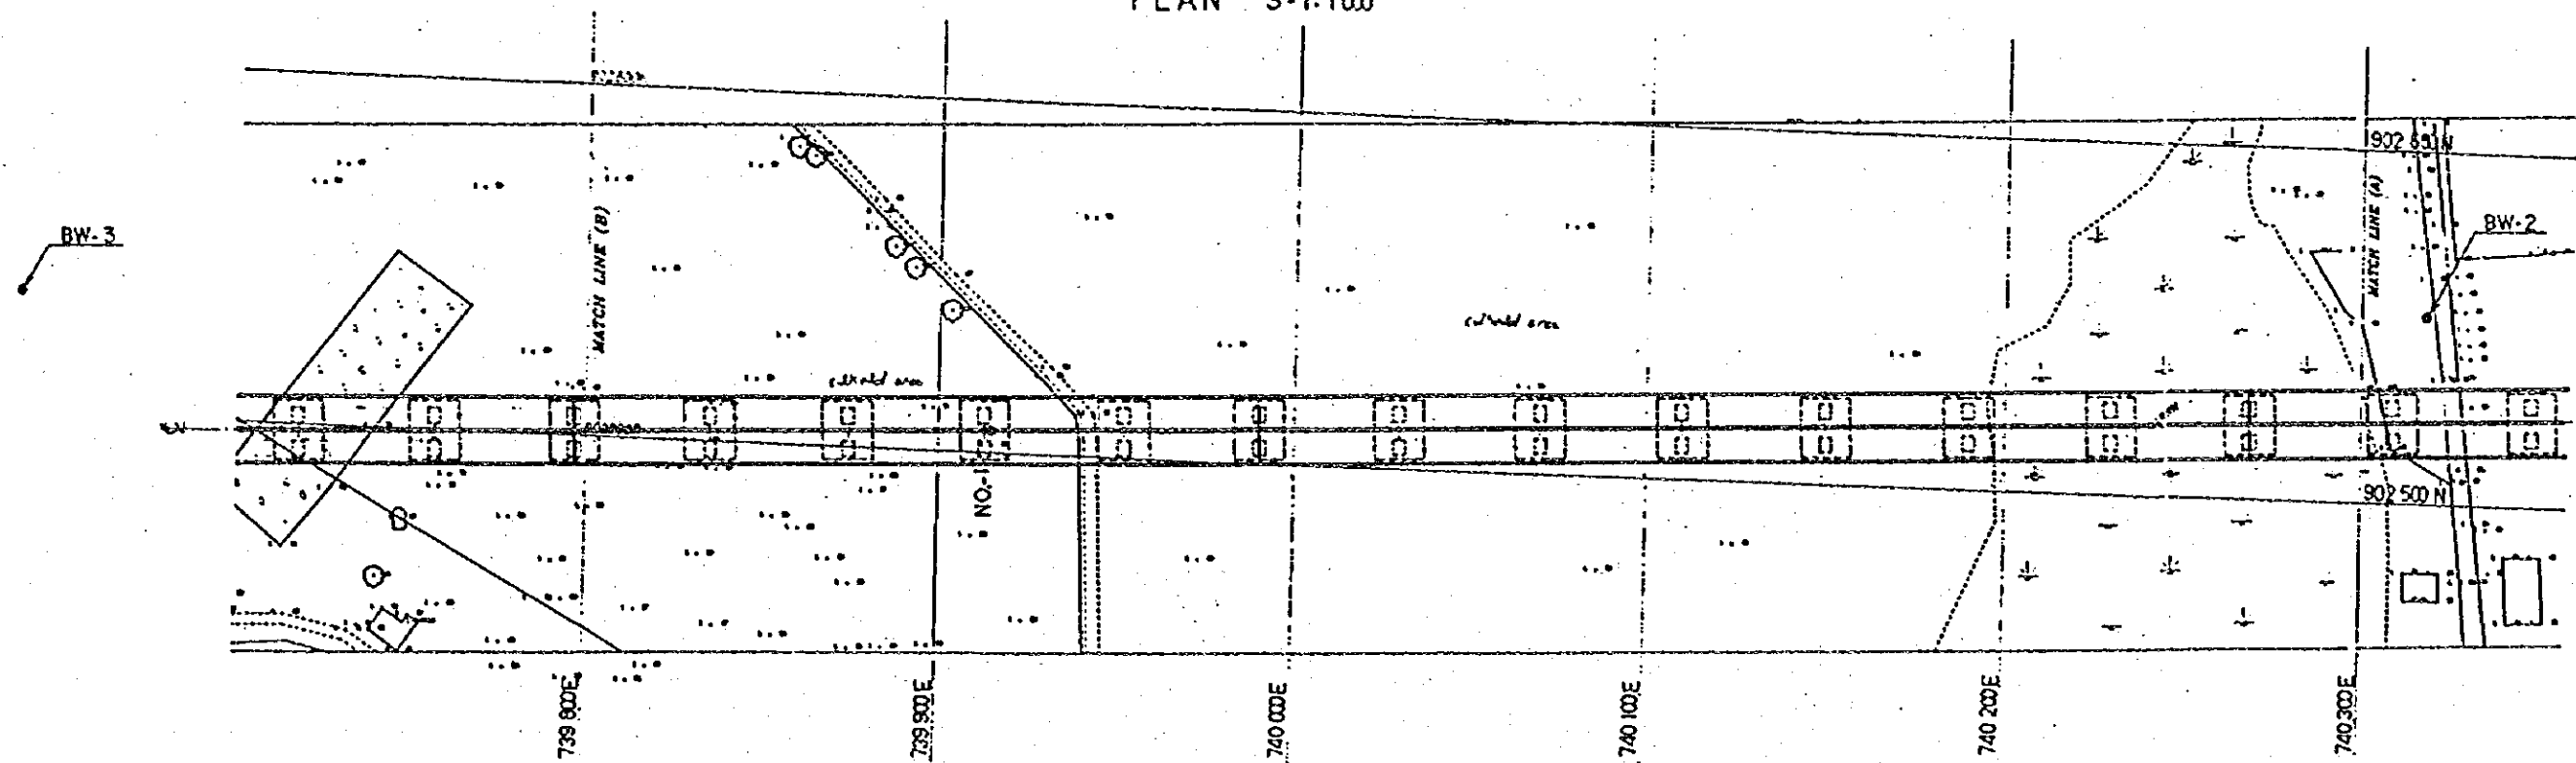 PLAN S-1:1000
902 550 N
BW-3
MATCH LINE (B)
MATCH LINE (A)
BW-2
cultivated area
cultivated area
NO.-1
902 500 N
739 800E
739 900E
740 000E
740 100E
740 200E
740 300E